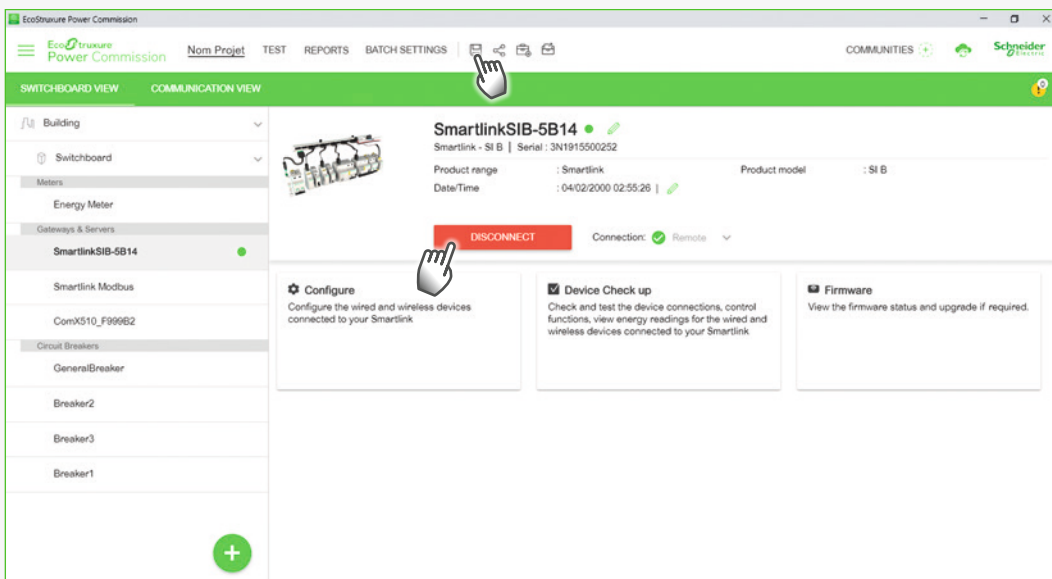 EcoStruxure Power Commission
EcoStruxure
Power Commission
Nom Projet
TEST
REPORTS
BATCH SETTINGS
COMMUNITIES
Schneider
Electric
SWITCHBOARD VIEW
COMMUNICATION VIEW
Building
Switchboard
Meters
Energy Meter
Gateways & Servers
SmartlinkSIB-5B14
Smartlink Modbus
ComX510_F999B2
Circuit Breakers
GeneralBreaker
Breaker2
Breaker3
Breaker1
SmartlinkSIB-5B14
Smartlink - SI B | Serial : 3N1915500252
Product range : Smartlink
Product model : SI B
Date/Time : 04/02/2000 02:55:26 |
DISCONNECT
Connection: Remote
Configure
Configure the wired and wireless devices
connected to your Smartlink
Device Check up
Check and test the device connections, control
functions, view energy readings for the wired and
wireless devices connected to your Smartlink
Firmware
View the firmware status and upgrade if required.